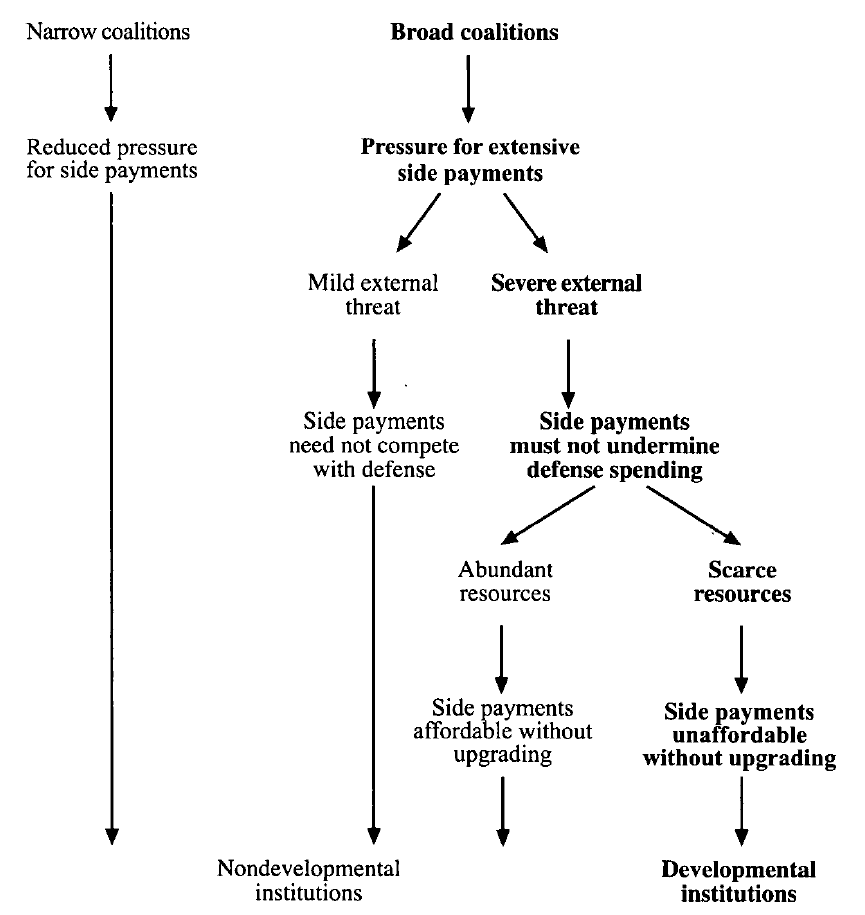 Narrow coalitions
Broad coalitions
Reduced pressure
for side payments
Pressure for extensive
side payments
Mild external
threat
Severe external
threat
Side payments
need not compete
with defense
Side payments
must not undermine
defense spending
Abundant
resources
Scarce
resources
Side payments
affordable without
upgrading
Side payments
unaffordable
without upgrading
Nondevelopmental
institutions
Developmental
institutions